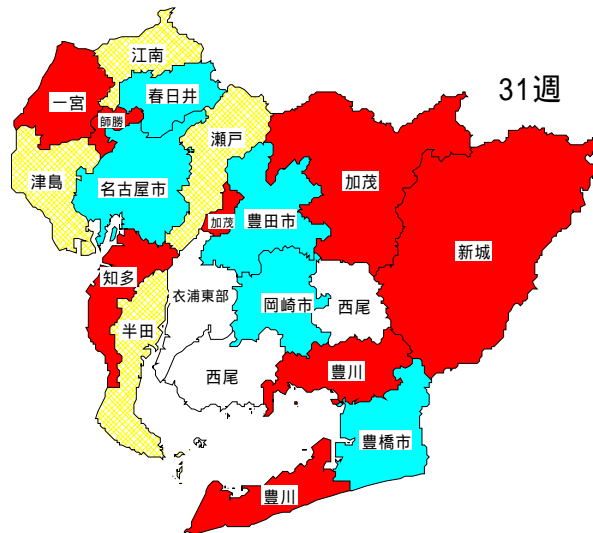 江南
31週
一宮
春日井
師勝
瀬戸
津島
名古屋市
加茂
加茂
豊田市
新城
知多
衣浦東部
岡崎市
西尾
半田
西尾
豊川
豊橋市
豊川